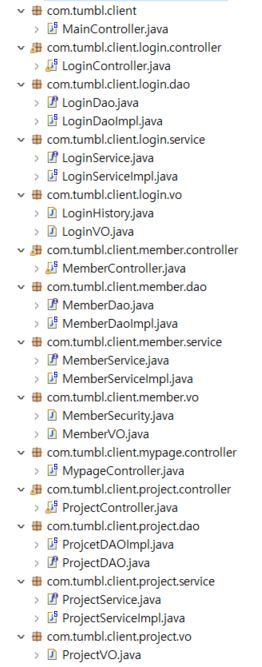 com.tumbl.client
MainController.java
com.tumbl.client.login.controller
LoginController.java
com.tumbl.client.login.dao
LoginDao.java
LoginDaoImpl.java
com.tumbl.client.login.service
LoginService.java
LoginServiceImpl.java
com.tumbl.client.login.vo
LoginHistory.java
LoginVO.java
com.tumbl.client.member.controller
MemberController.java
com.tumbl.client.member.dao
MemberDao.java
MemberDaoImpl.java
com.tumbl.client.member.service
MemberService.java
MemberServiceImpl.java
com.tumbl.client.member.vo
MemberSecurity.java
MemberVO.java
com.tumbl.client.mypage.controller
MypageController.java
com.tumbl.client.project.controller
ProjectController.java
com.tumbl.client.project.dao
ProjcetDAOImpl.java
ProjectDAO.java
com.tumbl.client.project.service
ProjectService.java
ProjectServiceImpl.java
com.tumbl.client.project.vo
ProjectVO.java